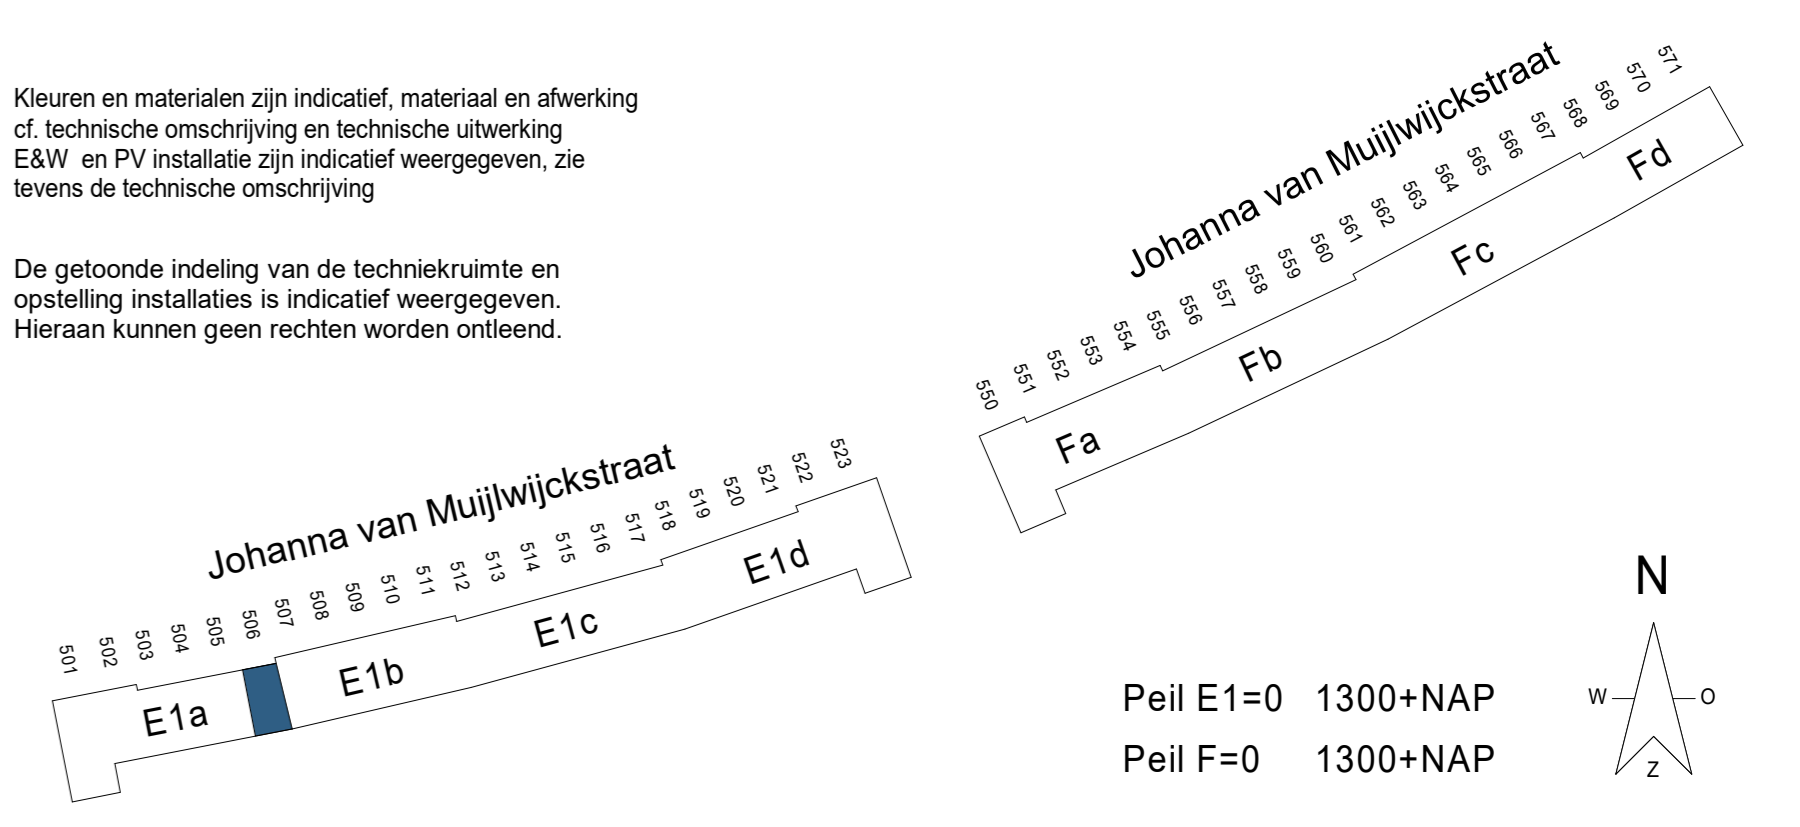 Kleuren en materialen zijn indicatief, materiaal en afwerking
cf. technische omschrijving en technische uitwerking
E&W en PV installatie zijn indicatief weergegeven, zie
tevens de technische omschrijving
De getoonde indeling van de techniekruimte en
opstelling installaties is indicatief weergegeven.
Hieraan kunnen geen rechten worden ontleend.
Johanna van Muijlwijckstraat
550 551 552 553 554 555 556 557 558 559 560 561 562 563 564 565 566 567 568 569 570 571
Fa Fb Fc Fd
Johanna van Muijlwijckstraat
501 502 503 504 505 506 507 508 509 510 511 512 513 514 515 516 517 518 519 520 521 522 523
E1a E1b E1c E1d
Peil E1=0 1300+NAP
Peil F=0 1300+NAP
N
W O
Z